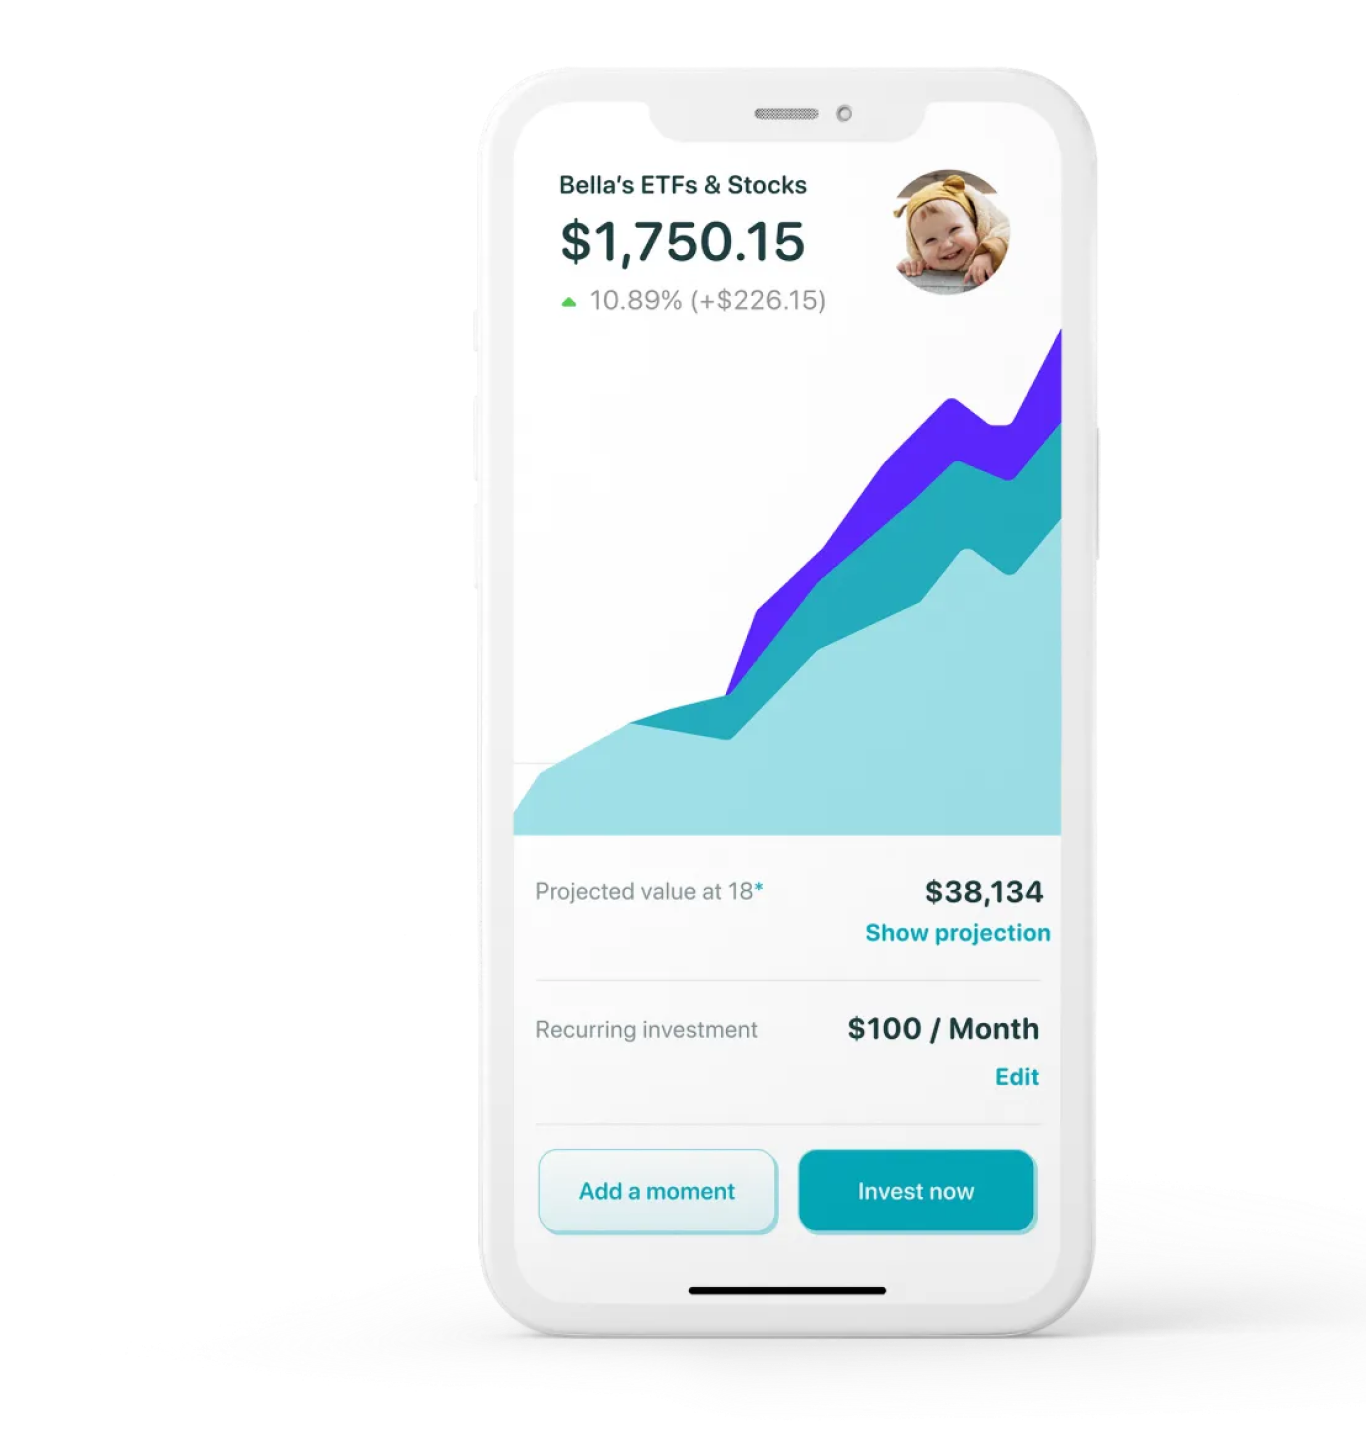 Bella's ETFs & Stocks
$1,750.15
10.89% (+$226.15)
Projected value at 18*
$38,134
Show projection
Recurring investment
$100 / Month
Edit
Add a moment
Invest now